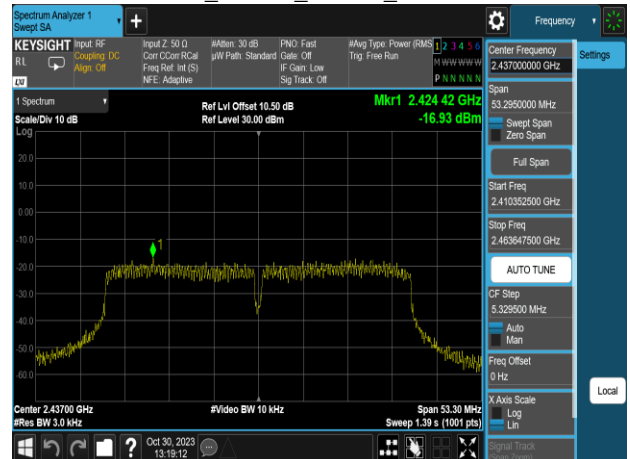 Spectrum Analyzer 1
Swept SA
Frequency
KEYSIGHT
RL
Input: RF
Coupling: DC
Align: Off
Input Z: 50 Ω
Corr CCorr RCal
Freq Ref: Int (S)
NFE: Adaptive
#Atten: 30 dB
µW Path: Standard
PNO: Fast
Gate: Off
IF Gain: Low
Sig Track: Off
#Avg Type: Power (RMS
Trig: Free Run
1 2 3 4 5 6
M W W W W W
P N N N N N
LXI
1 Spectrum
Scale/Div 10 dB
Log
Ref Lvl Offset 10.50 dB
Ref Level 30.00 dBm
Mkr1 2.424 42 GHz
-16.93 dBm
20.0
10.0
0.00
-10.0
-20.0
-30.0
-40.0
-50.0
-60.0
1
Center 2.43700 GHz
#Res BW 3.0 kHz
#Video BW 10 kHz
Span 53.30 MHz
Sweep 1.39 s (1001 pts)
Center Frequency
2.437000000 GHz
Settings
Span
53.2950000 MHz
Swept Span
Zero Span
Full Span
Start Freq
2.410352500 GHz
Stop Freq
2.463647500 GHz
AUTO TUNE
CF Step
5.329500 MHz
Auto
Man
Freq Offset
0 Hz
X Axis Scale
Log
Lin
Signal Track
(Span Zoom)
Local
?
Oct 30, 2023
13:19:12